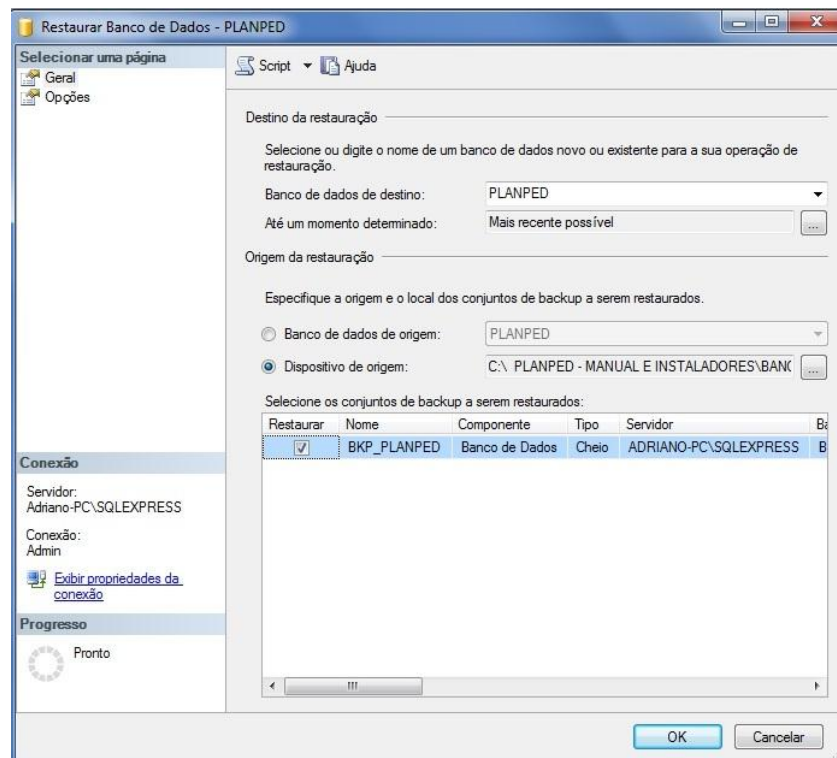 Restaurar Banco de Dados - PLANPED
Selecionar uma página
Geral
Opções
Script
Ajuda
Destino da restauração
Selecione ou digite o nome de um banco de dados novo ou existente para a sua operação de
restauração.
Banco de dados de destino: PLANPED
Até um momento determinado: Mais recente possível ...
Origem da restauração
Especifique a origem e o local dos conjuntos de backup a serem restaurados.
Banco de dados de origem: PLANPED
Dispositivo de origem: C:\ PLANPED - MANUAL E INSTALADORES\BAN ...
Selecione os conjuntos de backup a serem restaurados:
Restaurar Nome Componente Tipo Servidor Ba
BKP_PLANPED Banco de Dados Cheio ADRIANO-PC\SQLEXPRESS B
Conexão
Servidor:
Adriano-PC\SQLEXPRESS
Conexão:
Admin
Exibir propriedades da
conexão
Progresso
Pronto
OK Cancelar